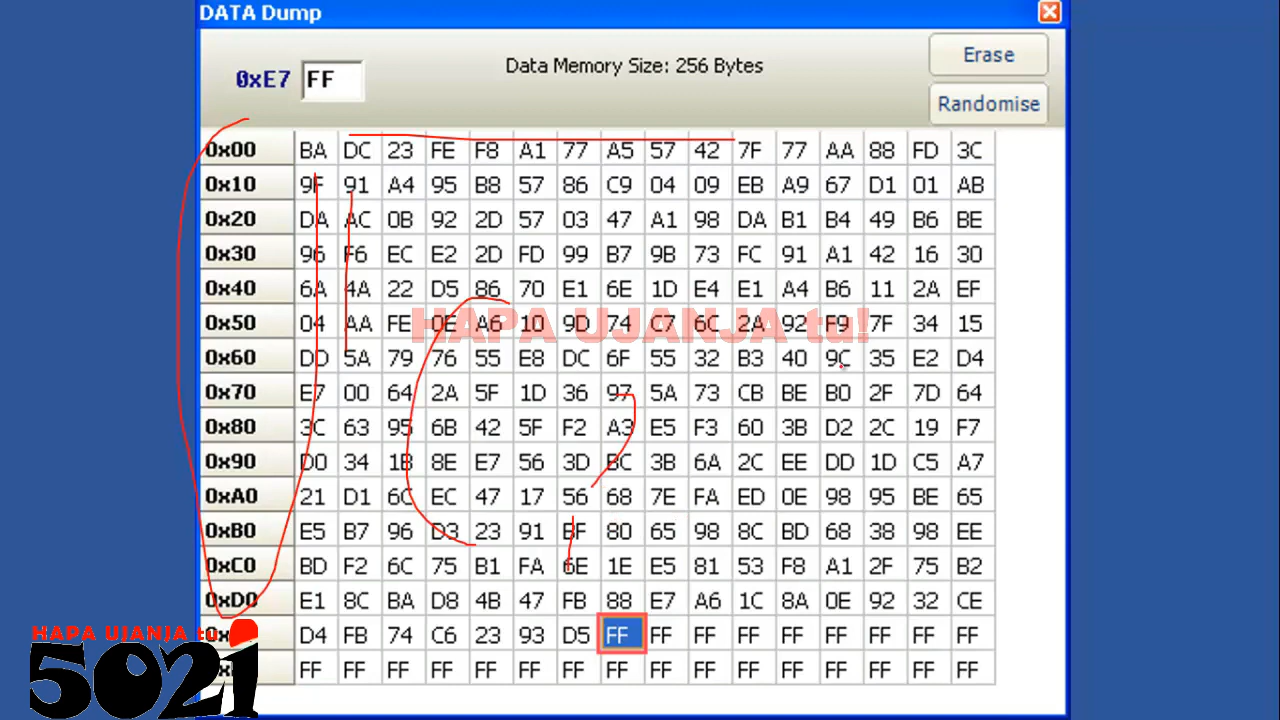 DATA Dump
0xE7 FF
Data Memory Size: 256 Bytes
Erase
Randomise
0x00 BA DC 23 FE F8 A1 77 A5 57 42 7F 77 AA 88 FD 3C
0x10 9F 91 A4 95 B8 57 86 C9 04 09 EB A9 67 D1 01 AB
0x20 DA AC 0B 92 2D 57 03 47 A1 98 DA B1 B4 49 B6 BE
0x30 96 F6 EC E2 2D FD 99 B7 9B 73 FC 91 A1 42 16 30
0x40 6A 4A 22 D5 86 70 E1 6E 1D E4 E1 A4 B6 11 2A EF
0x50 04 AA FE 0E A6 10 9D 74 C7 6C 2A 92 F9 7F 34 15
HAPA UJANJA tu!
0x60 DD 5A 79 76 55 E8 DC 6F 55 32 B3 40 9C 35 E2 D4
0x70 E7 00 64 2A 5F 1D 36 97 5A 73 CB BE B0 2F 7D 64
0x80 3C 63 95 6B 42 5F F2 A3 E5 F3 60 3B D2 2C 19 F7
0x90 D0 34 1B 8E E7 56 3D BC 3B 6A 2C EE DD 1D C5 A7
0xA0 21 D1 6C EC 47 17 56 68 7E FA ED 0E 98 95 BE 65
0xB0 E5 B7 96 D3 23 91 BF 80 65 98 8C BD 68 38 98 EE
0xC0 BD F2 6C 75 B1 FA 6E 1E E5 81 53 F8 A1 2F 75 B2
0xD0 E1 8C BA D8 4B 47 FB 88 E7 A6 1C 8A 0E 92 32 CE
D4 FB 74 C6 23 93 D5 FF FF FF FF FF FF FF FF FF
FF FF FF FF FF FF FF FF FF FF FF FF FF FF FF FF
HAPA UJANJA tu
5021